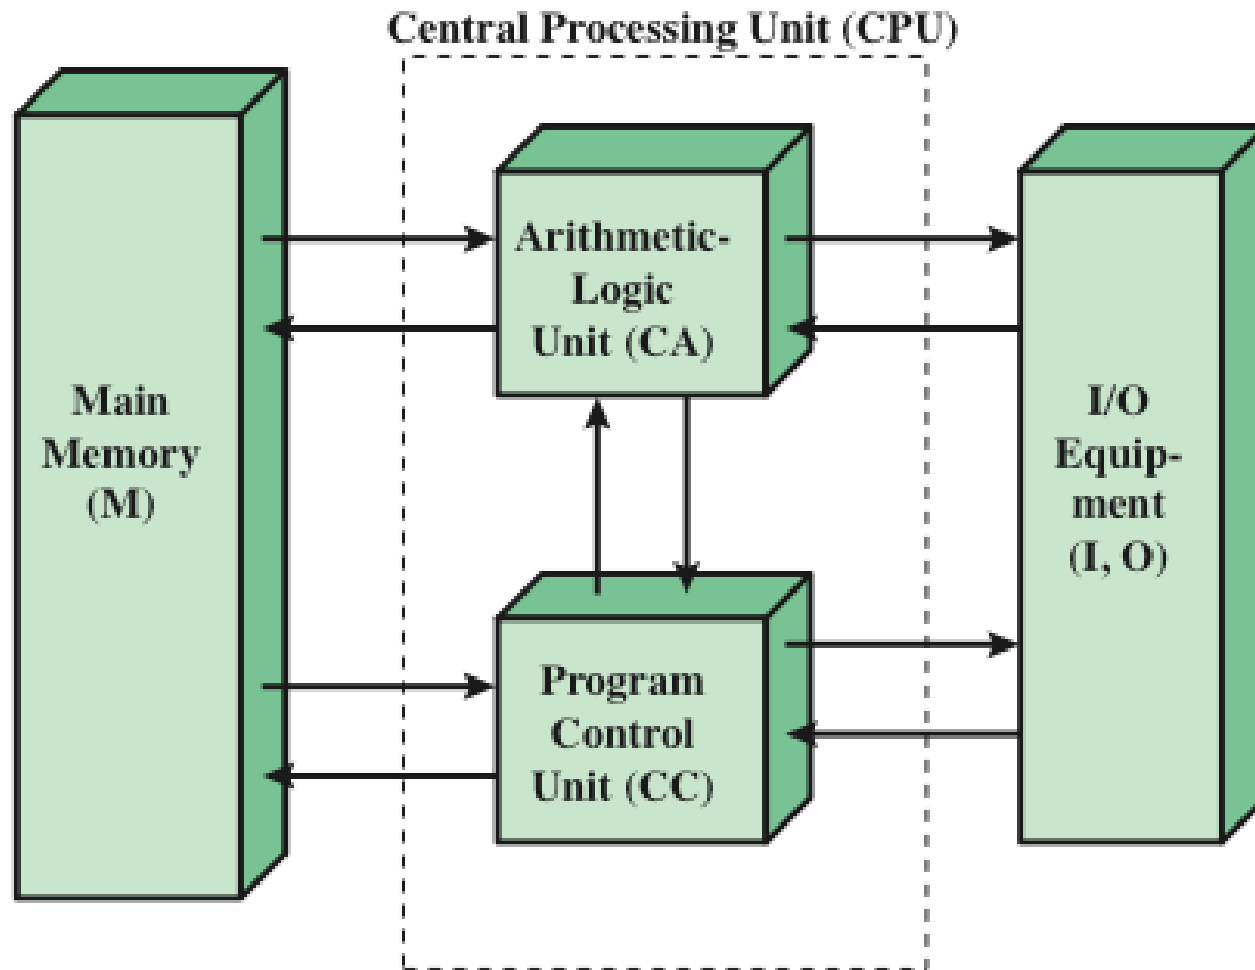 Central Processing Unit (CPU)
Main
Memory
(M)
Arithmetic-
Logic
Unit (CA)
Program
Control
Unit (CC)
I/O
Equip-
ment
(I, O)